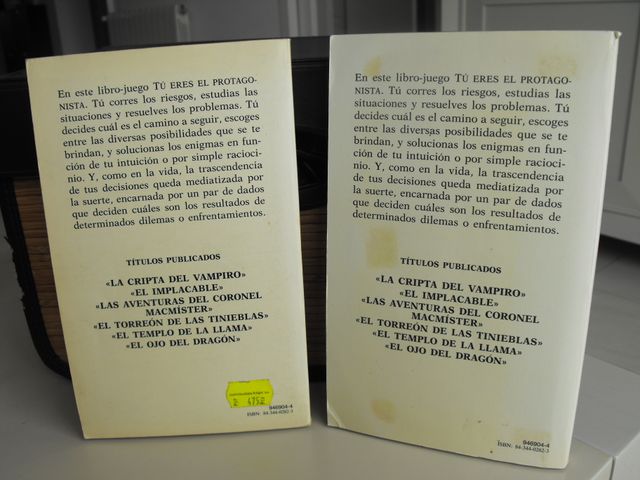 En este libro-juego TÚ ERES EL PROTAGO-
NISTA. Tú corres los riesgos, estudias las
situaciones y resuelves los problemas. Tú
decides cuál es el camino a seguir, escoges
entre las diversas posibilidades que se te
brindan, y solucionas los enigmas en fun-
ción de tu intuición o por simple raciocí-
nio. Y, como en la vida, la trascendencia
de tus decisiones queda mediatizada por
la suerte, encarnada por un par de dados
que deciden cuáles son los resultados de
determinados dilemas o enfrentamientos.
TÍTULOS PUBLICADOS
«LA CRIPTA DEL VAMPIRO»
«EL IMPLACABLE»
«LAS AVENTURAS DEL CORONEL
MACMÍSTER»
«EL TORREÓN DE LAS TINIEBLAS»
«EL TEMPLO DE LA LLAMA»
«EL OJO DEL DRAGÓN»
946904-4
ISBN: 84-344-0282-3
En este libro-juego TÚ ERES EL PROTAGO-
NISTA. Tú corres los riesgos, estudias las
situaciones y resuelves los problemas. Tú
decides cuál es el camino a seguir, escoges
entre las diversas posibilidades que se te
brindan, y solucionas los enigmas en fun-
ción de tu intuición o por simple racioci-
nio. Y, como en la vida, la trascendencia
de tus decisiones queda mediatizada por
la suerte, encarnada por un par de dados
que deciden cuáles son los resultados de
determinados dilemas o enfrentamientos.
TÍTULOS PUBLICADOS
«LA CRIPTA DEL VAMPIRO»
«EL IMPLACABLE»
«LAS AVENTURAS DEL CORONEL
MACMÍSTER»
«EL TORREÓN DE LAS TINIEBLAS»
«EL TEMPLO DE LA LLAMA»
«EL OJO DEL DRAGÓN»
946904-4
ISBN: 84-344-0282-3